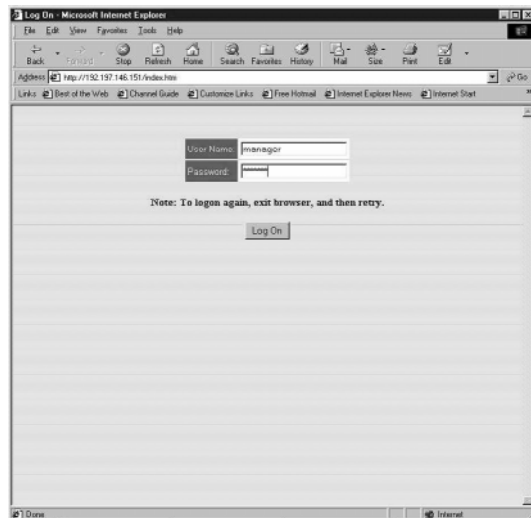 Log On - Microsoft Internet Explorer
File Edit View Favorites Tools Help
Back Forward Stop Refresh Home Search Favorites History Mail Size Print Edit
Address http://192.197.146.151/index.htm Go
Links Best of the Web Channel Guide Customize Links Free Hotmail Internet Explorer News Internet Start
User Name: manager
Password: *******
Note: To logon again, exit browser, and then retry.
Log On
Done Internet